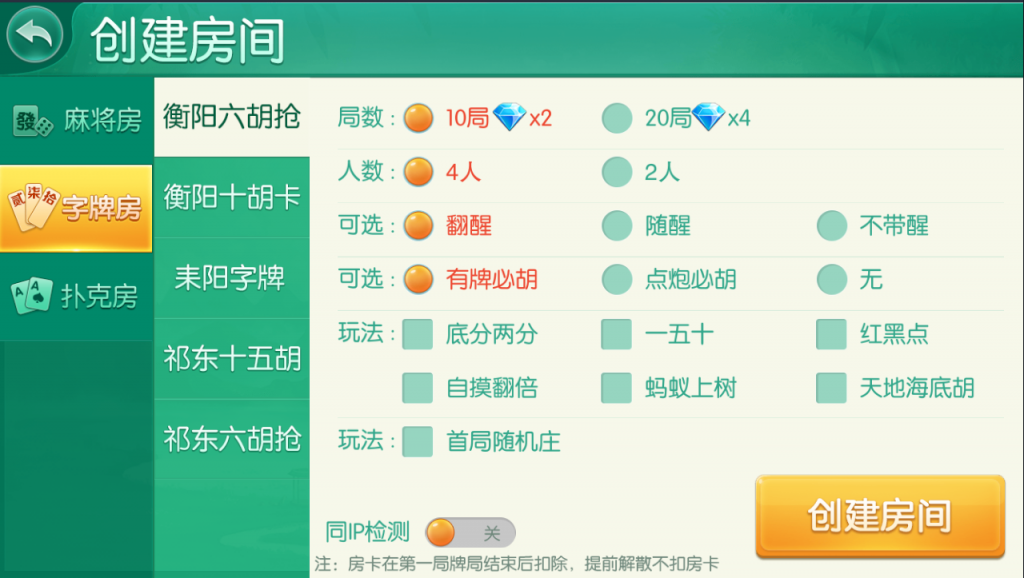 创建房间
發 麻将房
贰 柒 拾 字牌房
A A 扑克房
衡阳六胡抢
衡阳十胡卡
耒阳字牌
祁东十五胡
祁东六胡抢
局数: 10局 x2 20局 x4
人数: 4人 2人
可选: 翻醒 随醒 不带醒
可选: 有牌必胡 点炮必胡 无
玩法: 底分两分 一五十 红黑点
自摸翻倍 蚂蚁上树 天地海底胡
玩法: 首局随机庄
创建房间
同IP检测 关
注: 房卡在第一局牌局结束后扣除, 提前解散不扣房卡